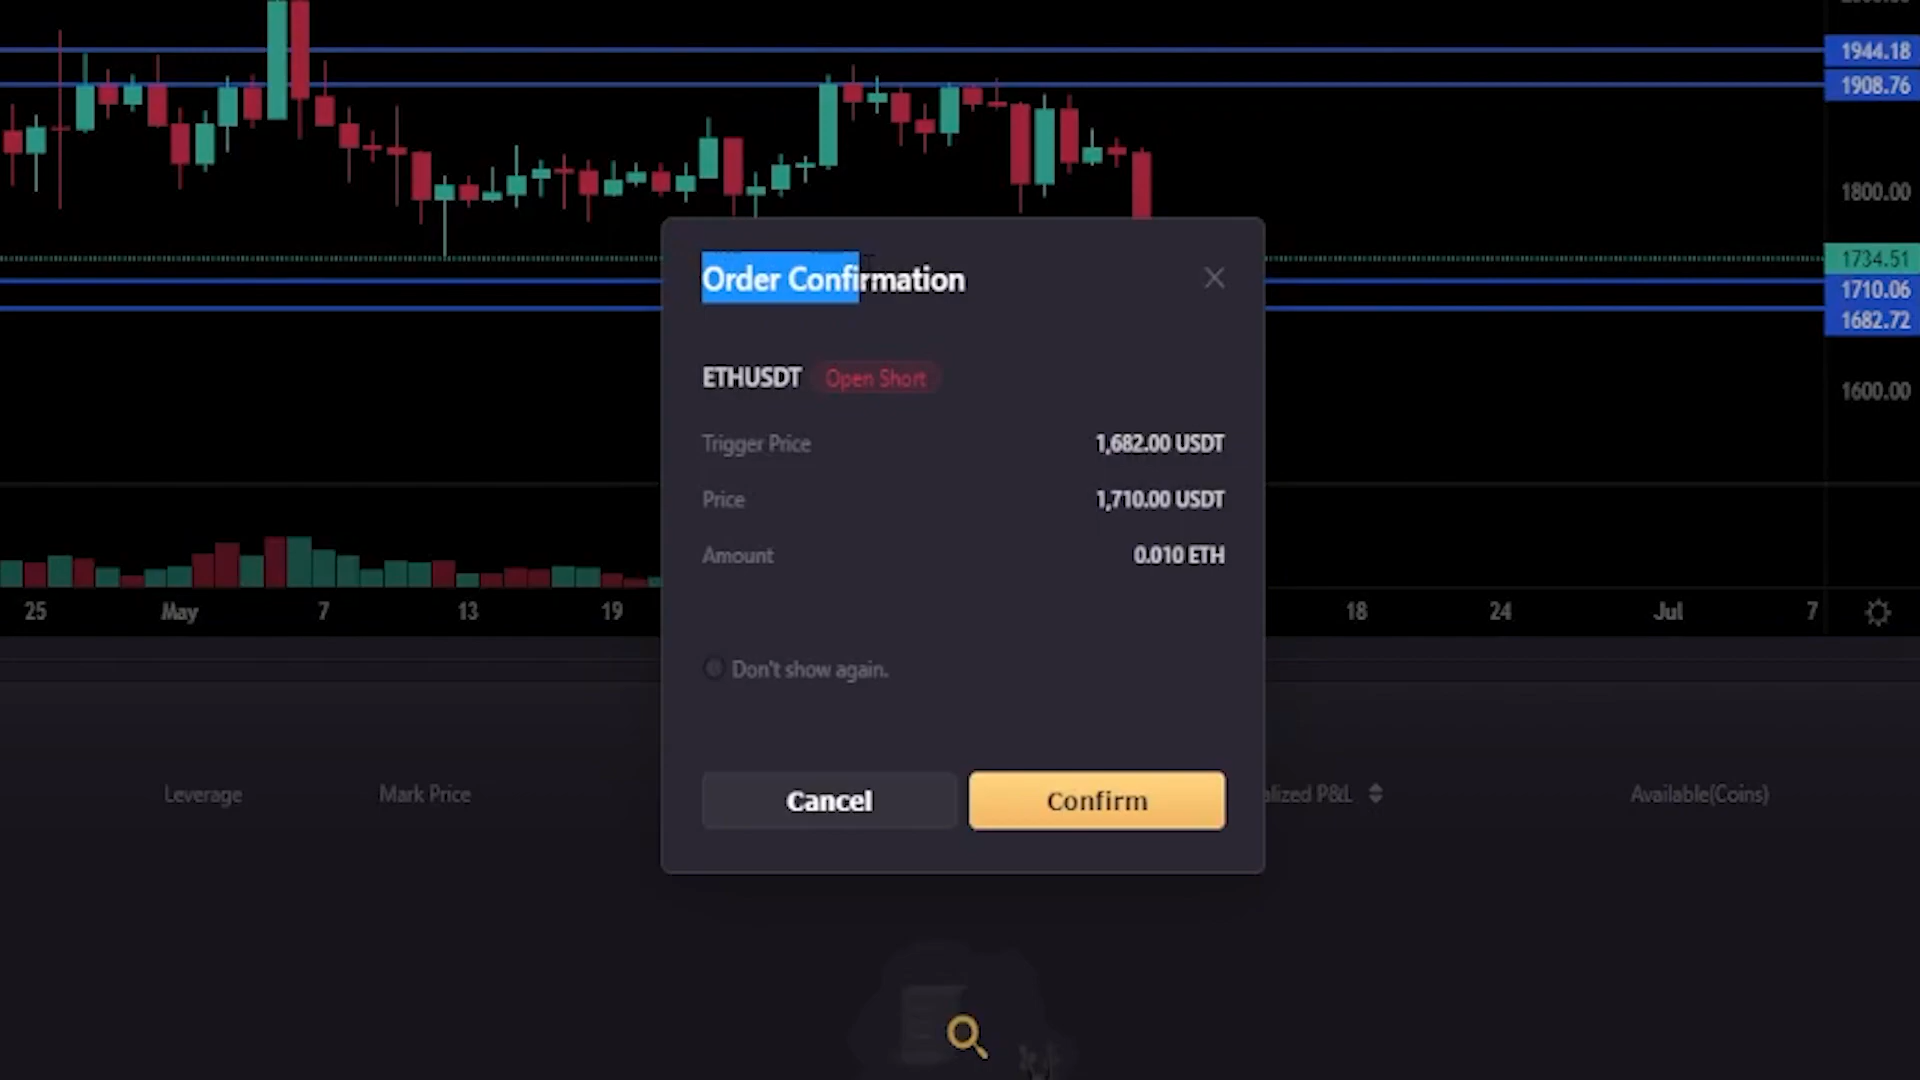 1944.18
1908.76
1800.00
1734.51
1710.06
1682.72
1600.00
Order Confirmation
ETHUSDT Open Short
Trigger Price 1,682.00 USDT
Price 1,710.00 USDT
Amount 0.010 ETH
25 May 7 13 19 18 24 Jul 7
Don't show again.
Leverage Mark Price alized P&L Available(Coins)
Cancel Confirm